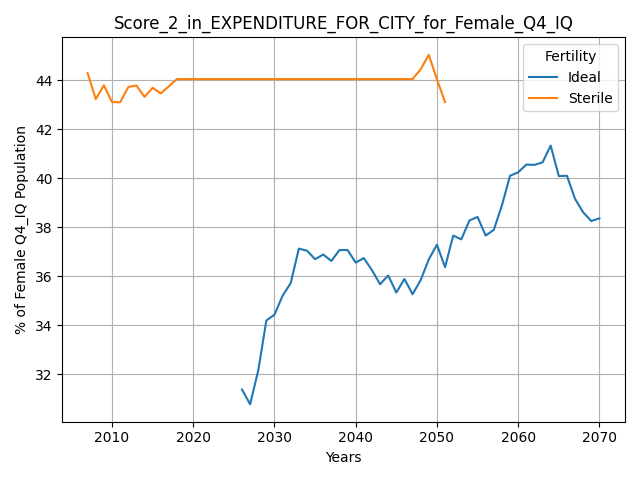 Score_2_in_EXPENDITURE_FOR_CITY_for_Female_Q4_IQ
Fertility
Ideal
Sterile
% of Female Q4_IQ Population
44
42
40
38
36
34
32
2010 2020 2030 2040 2050 2060 2070
Years